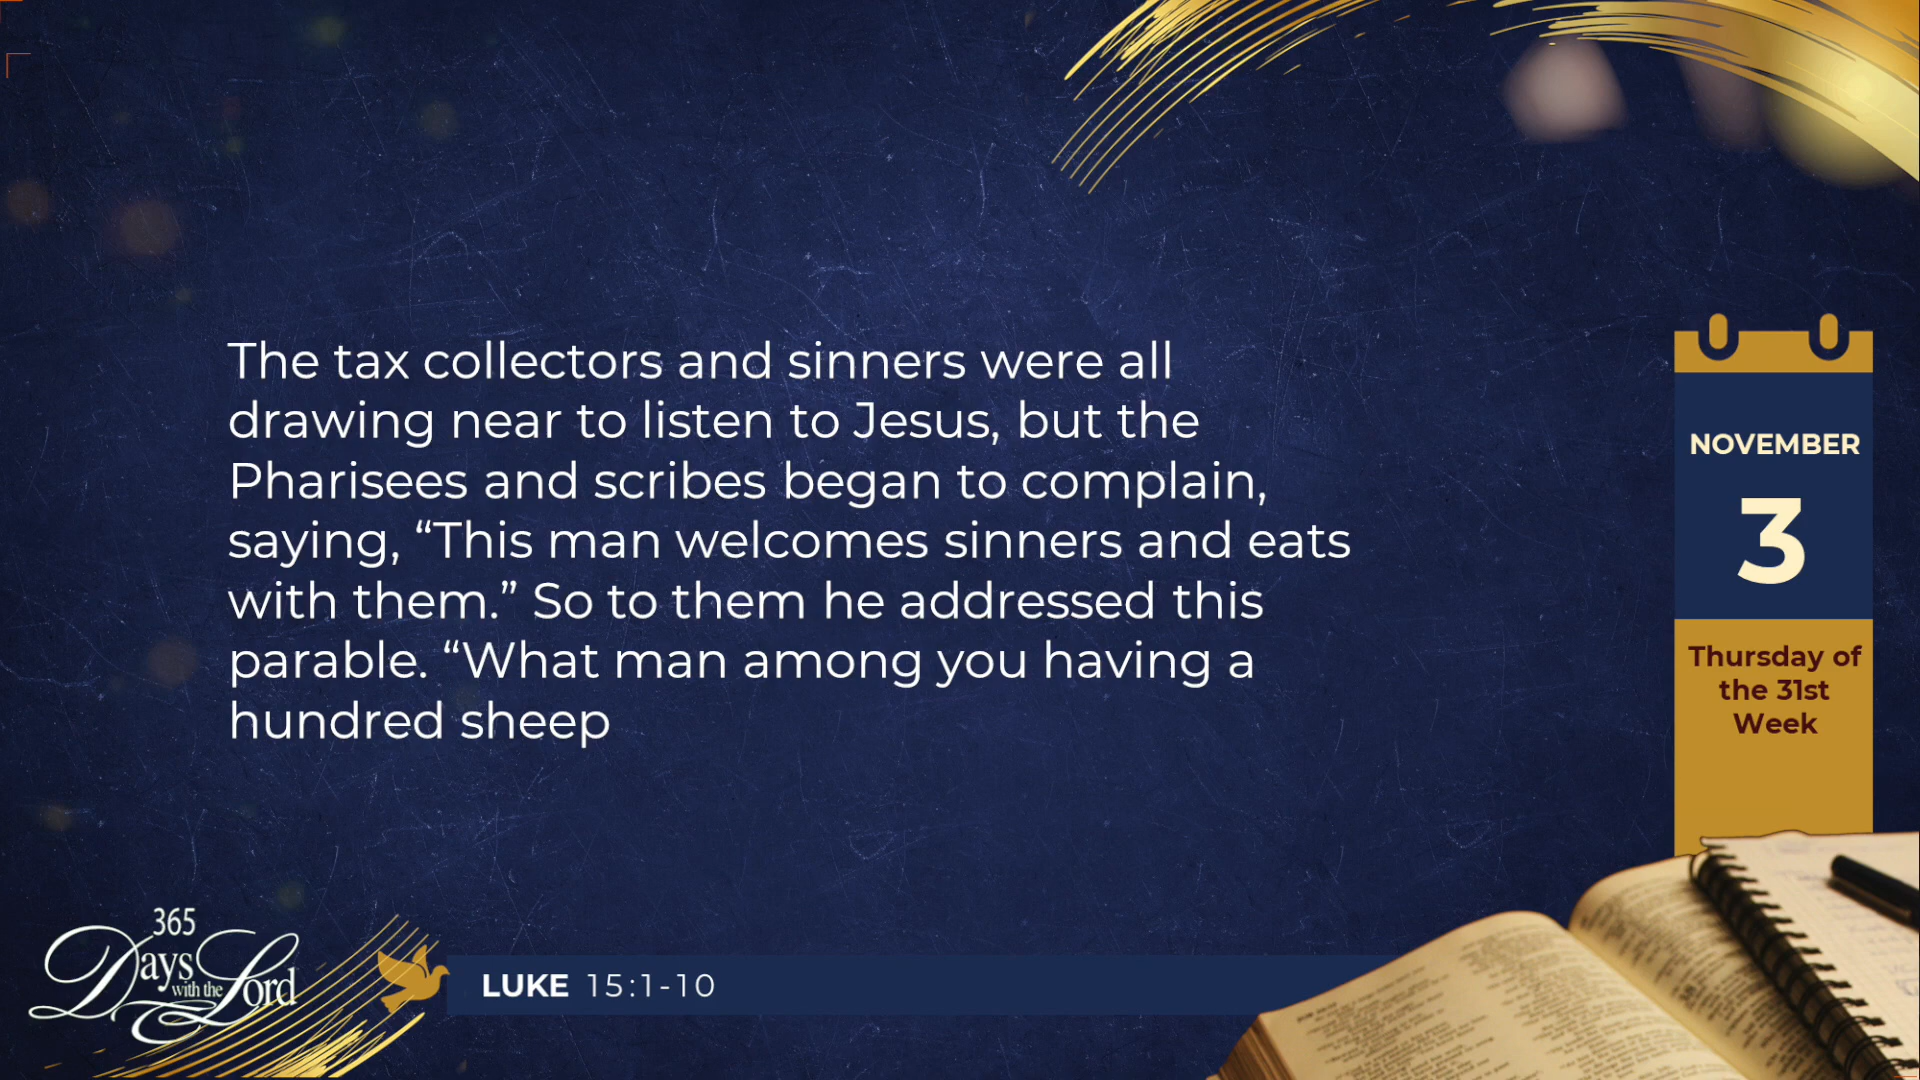 The tax collectors and sinners were all
drawing near to listen to Jesus, but the
Pharisees and scribes began to complain,
saying, “This man welcomes sinners and eats
with them.” So to them he addressed this
parable. “What man among you having a
hundred sheep
NOVEMBER
3
Thursday of
the 31st
Week
365
Days
with the
Lord
LUKE 15:1-10